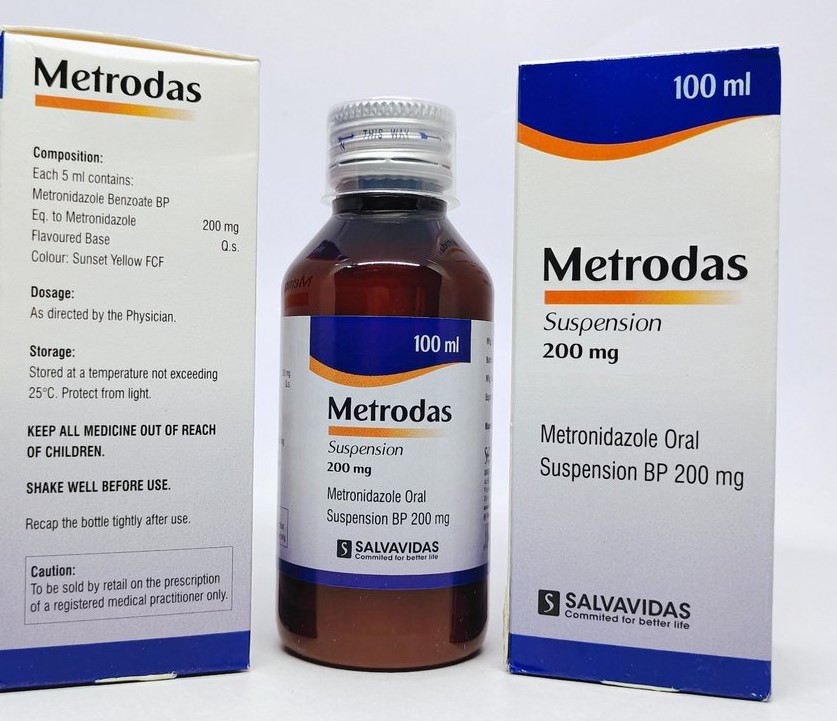 Metrodas
Composition:
Each 5 ml contains:
Metronidazole Benzoate BP
Eq. to Metronidazole 200 mg
Flavoured Base Q.s.
Colour: Sunset Yellow FCF
Dosage:
As directed by the Physician.
Storage:
Stored at a temperature not exceeding
25°C. Protect from light.
KEEP ALL MEDICINE OUT OF REACH
OF CHILDREN.
SHAKE WELL BEFORE USE.
Recap the bottle tightly after use.
Caution:
To be sold by retail on the prescription
of a registered medical practitioner only.
THIS WAY
100 ml
Metrodas
Suspension
200 mg
Metronidazole Oral
Suspension BP 200 mg
S SALVAVIDAS
Commited for better life
100 ml
Metrodas
Suspension
200 mg
Metronidazole Oral
Suspension BP 200 mg
S SALVAVIDAS
Commited for better life